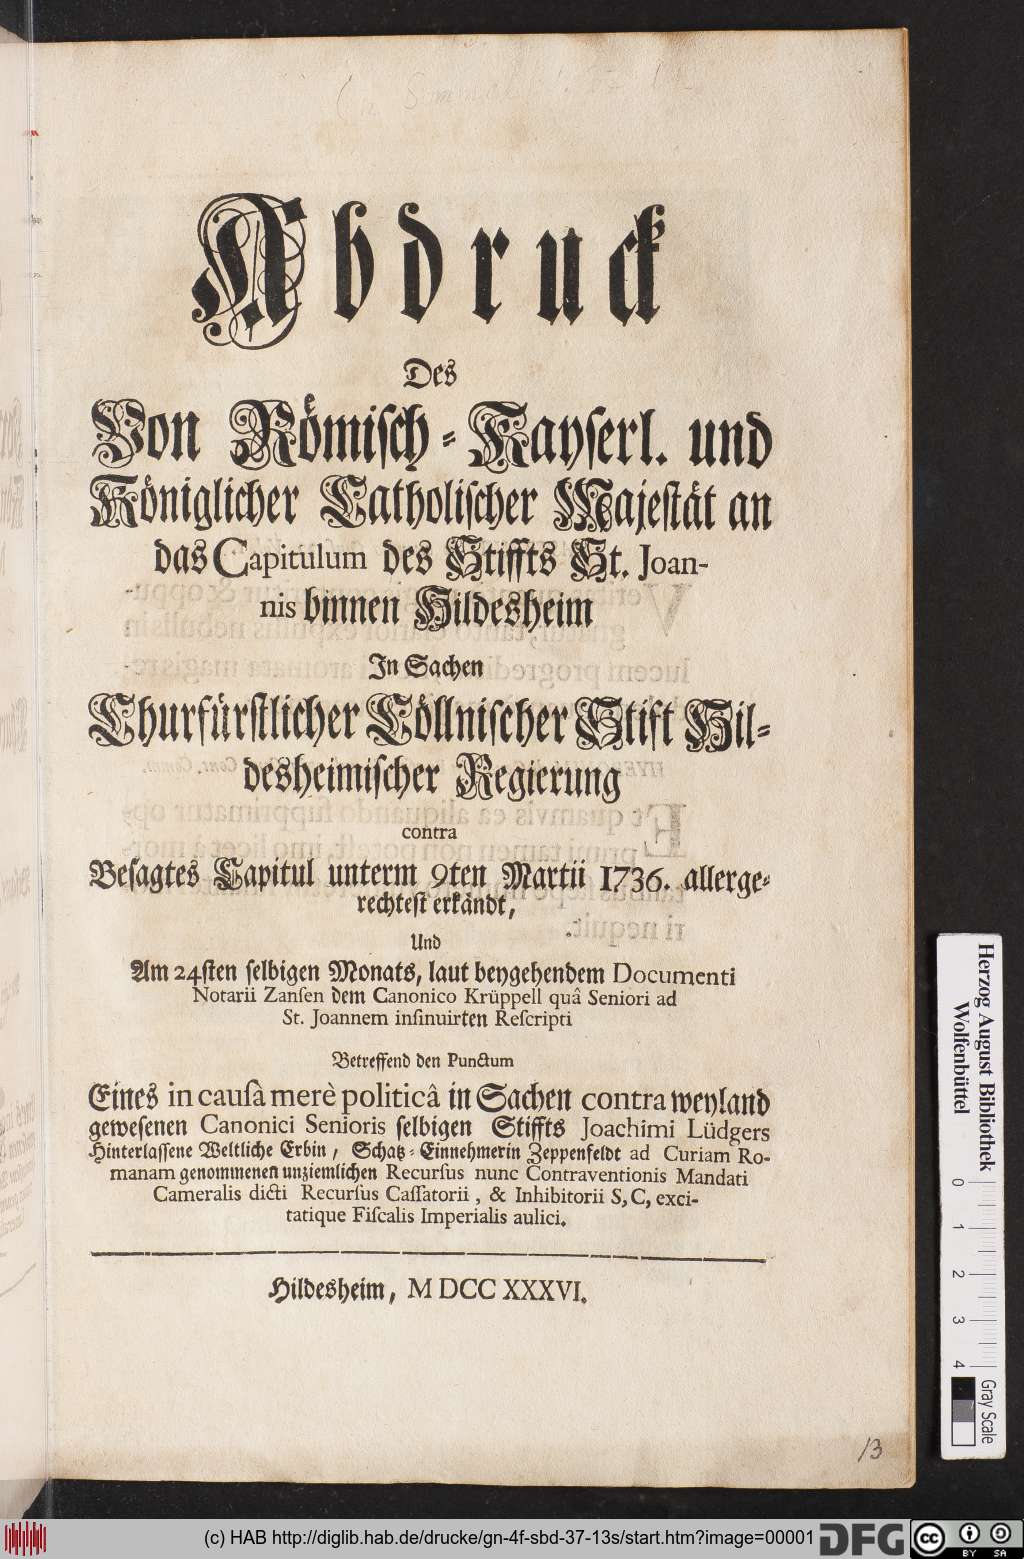 Abdruck
Des
Von Römisch-Kayserl. und
Königlicher Catholischer Majestät an
das Capitulum des Stiffts St. Joan-
nis binnen Hildesheim
In Sachen
Churfürstlicher Cöllnischer Stift Hil-
desheimischer Regierung
contra
Besagtes Capitul unterm 9ten Martii 1736. allerge-
rechtest erkändt,
Und
Am 24sten selbigen Monats, laut beygehendem Documenti
Notarii Zansen dem Canonico Krüppell quâ Seniori ad
St. Joannem insinuirten Rescripti
Betreffend den Punctum
Eines in causâ merè politicâ in Sachen contra weyland
gewesenen Canonici Senioris selbigen Stiffts Joachimi Lüdgers
Hinterlassene Weltliche Erbin, Schatz-Einnehmerin Zeppenfeldt ad Curiam Ro-
manam genommenen unziemlichen Recursus nunc Contraventionis Mandati
Cameralis dicti Recursus Cassatorii, & Inhibitorii S, C, exci-
tatique Fiscalis Imperialis aulici.
Hildesheim, M DCC XXXVI.
13
Herzog August Bibliothek
Wolfenbüttel
0 1 2 3 4
Gray Scale
(c) HAB http://diglib.hab.de/drucke/gn-4f-sbd-37-13s/start.htm?image=00001
DFG
cc BY SA